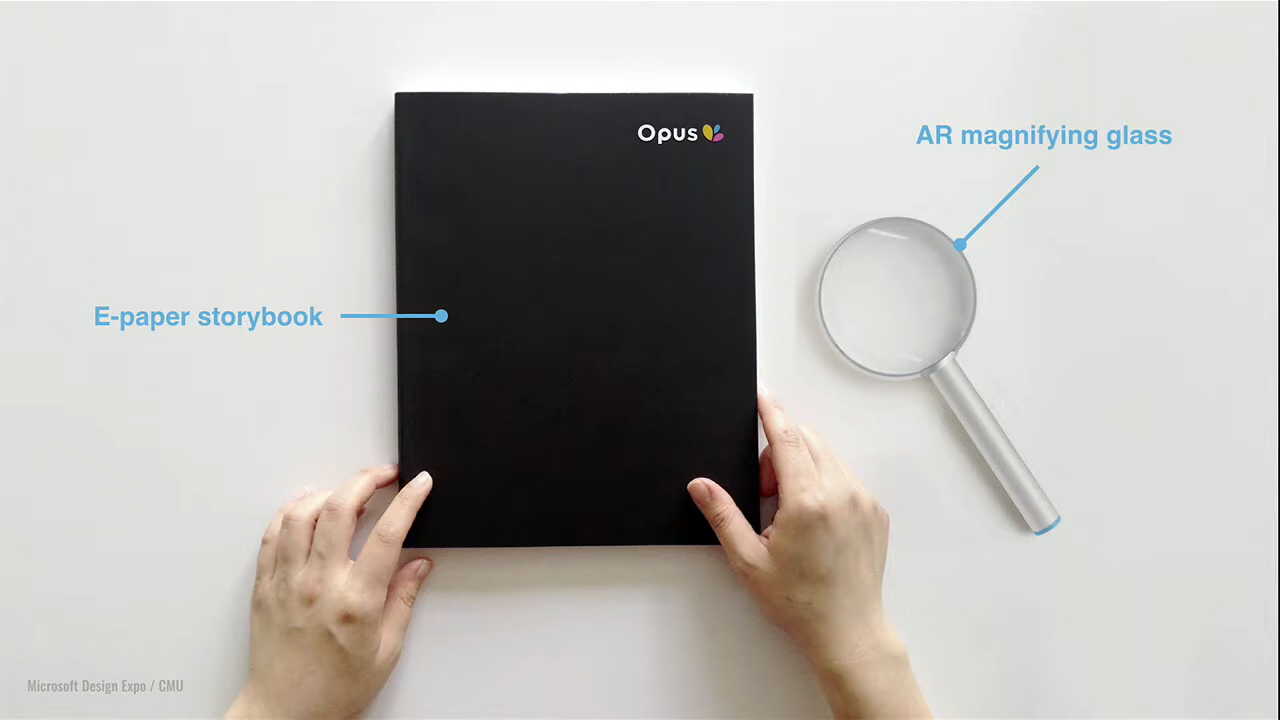 Opus
AR magnifying glass
E-paper storybook
Microsoft Design Expo / CMU